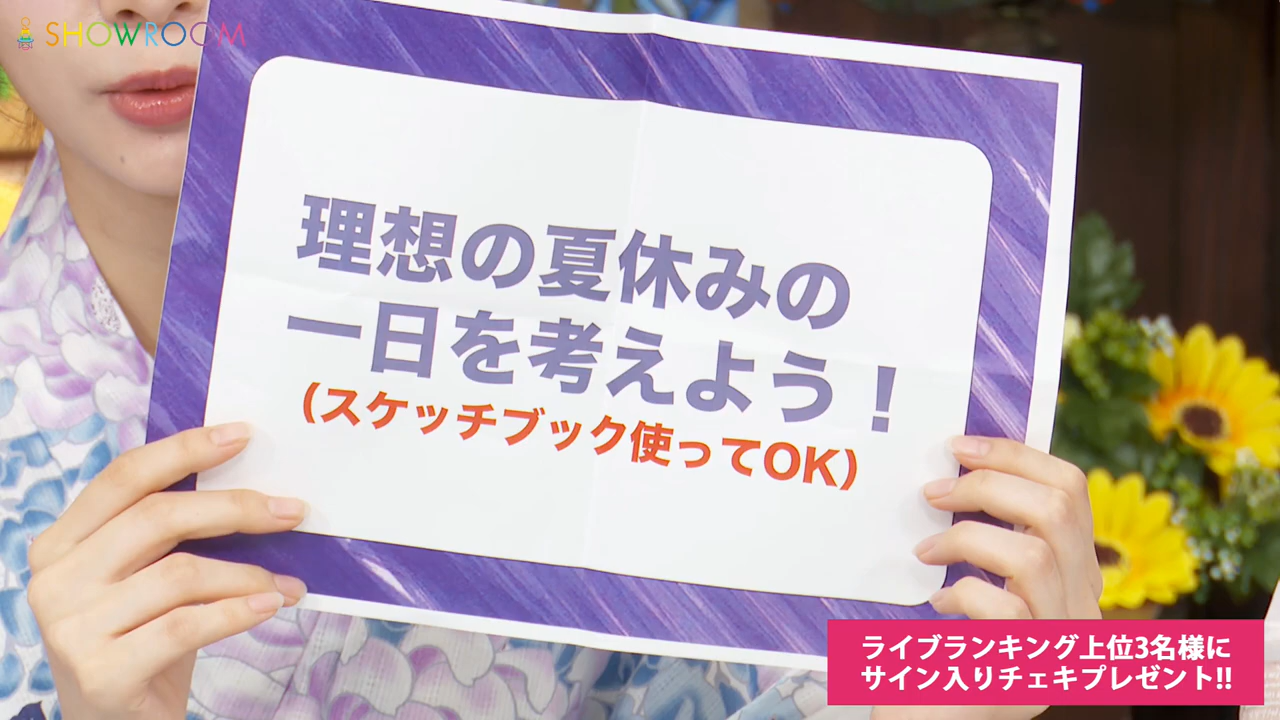 SHOWROOM
理想の夏休みの
一日を考えよう!
(スケッチブック使ってOK)
ライブランキング上位3名様に
サイン入りチェキプレゼント!!